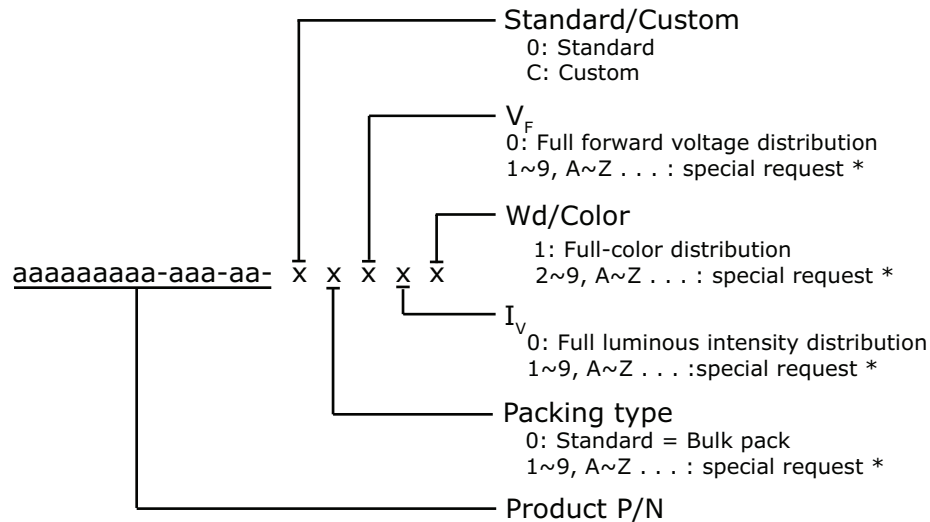 Standard/Custom
0: Standard
C: Custom
VF
0: Full forward voltage distribution
1~9, A~Z . . . : special request *
Wd/Color
1: Full-color distribution
2~9, A~Z . . . : special request *
aaaaaaaaa-aaa-aa- x x x x x
IV
0: Full luminous intensity distribution
1~9, A~Z . . . :special request *
Packing type
0: Standard = Bulk pack
1~9, A~Z . . . : special request *
Product P/N